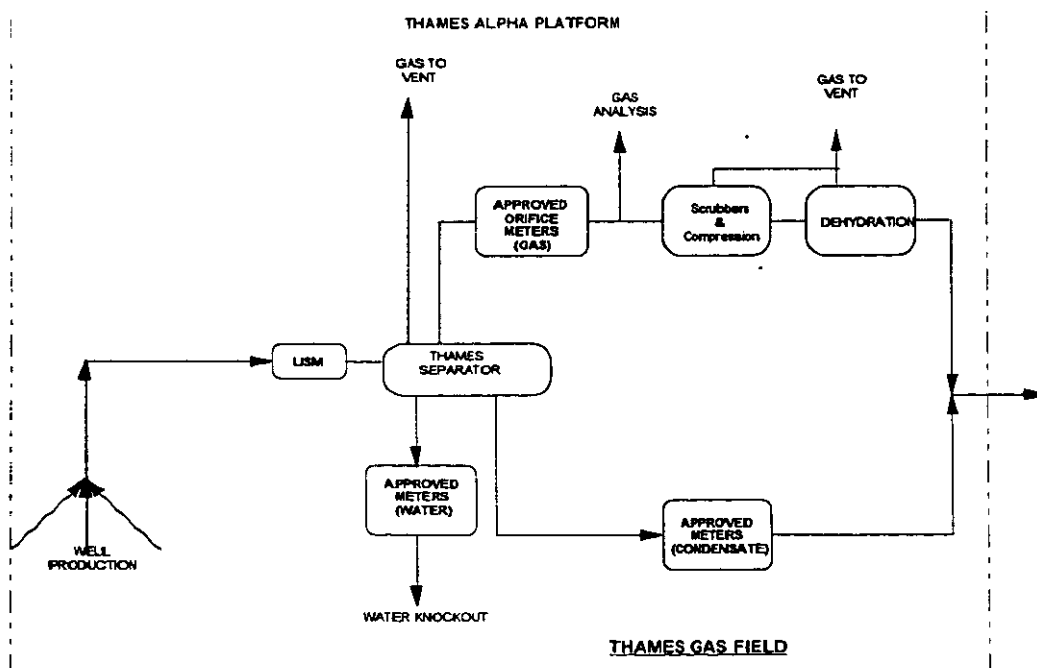 THAMES ALPHA PLATFORM
GAS TO
VENT
GAS
ANALYSIS
GAS TO
VENT
APPROVED
ORIFICE
METERS
(GAS)
Scrubbers
&
Compression
DEHYDRATION
LISM
THAMES
SEPARATOR
APPROVED
METERS
(WATER)
APPROVED
METERS
(CONDENSATE)
WELL
PRODUCTION
WATER KNOCKOUT
THAMES GAS FIELD